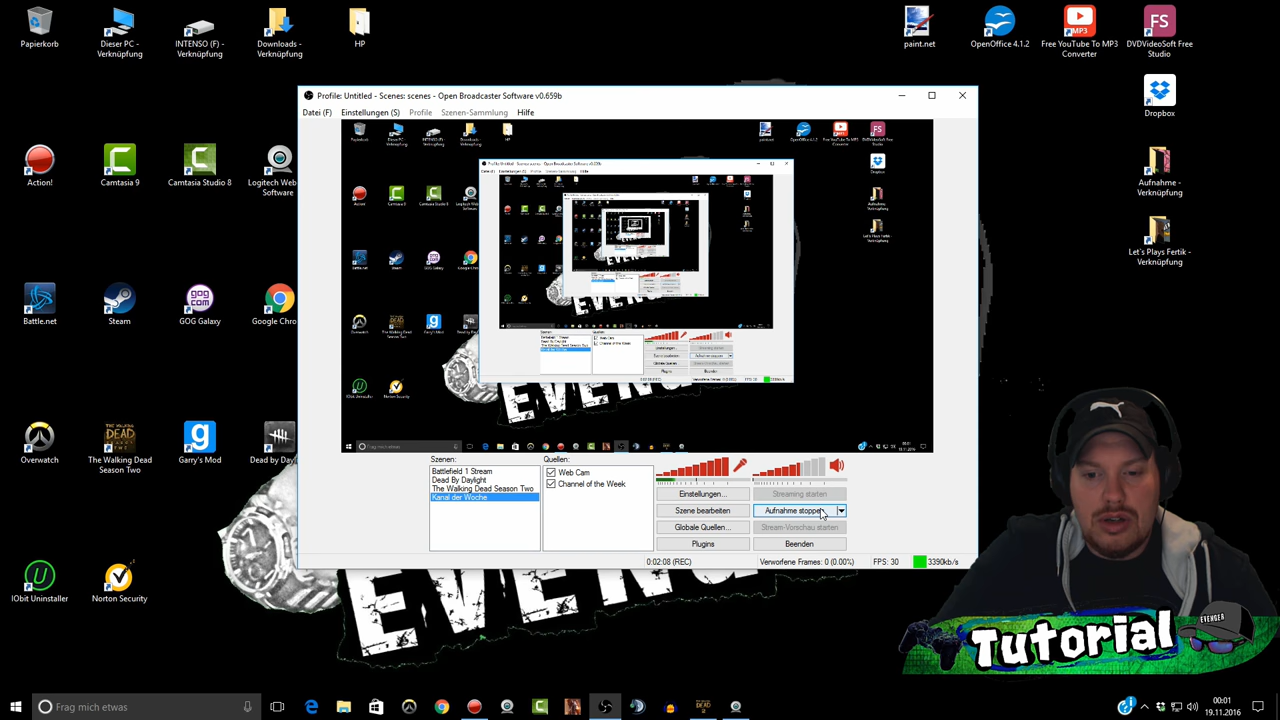 Papierkorb
Dieser PC -
Verknüpfung
INTENSO (F) -
Verknüpfung
Downloads -
Verknüpfung
HP
paint.net
OpenOffice 4.1.2
Free YouTube To MP3
Converter
DVDVideoSoft Free
Studio
Dropbox
Aufnahme -
Verknüpfung
Let´s Plays Fertik -
Verknüpfung
Action!
Camtasia 9
Camtasia Studio 8
Logitech Web
Software
Battle.net
Steam
GOG Galaxy
Google Chro
Overwatch
The Walking Dead
Season Two
Garry's Mod
Dead by Dayli
IObit Uninstaller
Norton Security
Profile: Untitled - Scenes: scenes - Open Broadcaster Software v0.659b
Datei (F)
Einstellungen (S)
Profile
Szenen-Sammlung
Hilfe
Szenen:
Battlefield 1 Stream
Dead By Daylight
The Walking Dead Season Two
Kanal der Woche
Quellen:
Web Cam
Channel of the Week
Einstellungen...
Streaming starten
Szene bearbeiten
Aufnahme stoppen
Globale Quellen...
Stream-Vorschau starten
Plugins
Beenden
0:02:08 (REC)
Verworfene Frames: 0 (0.00%)
FPS: 30
3390kb/s
EVENG
Tutorial
EVENGER
Frag mich etwas
00:01
19.11.2016